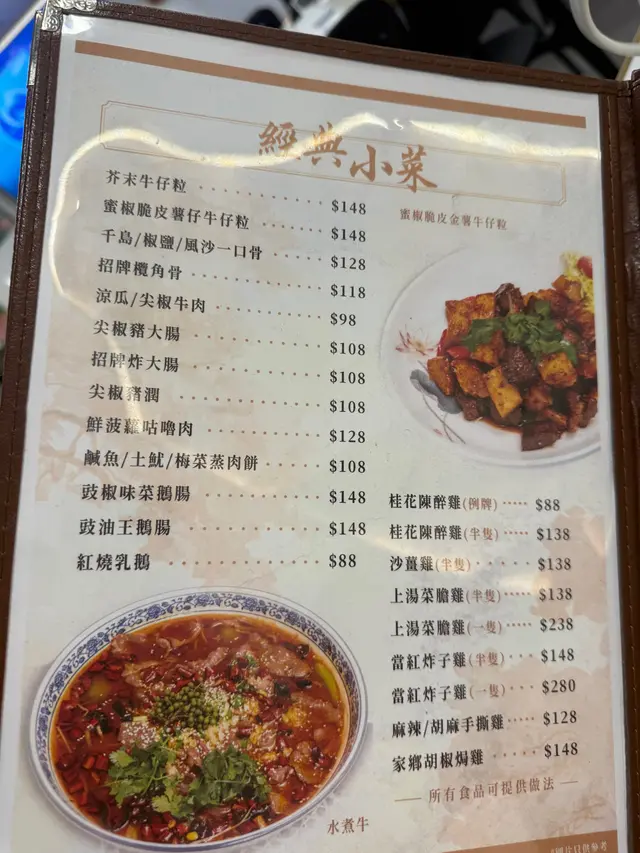 經典小菜
芥末牛仔粒 $148
蜜椒脆皮薯仔牛仔粒 $148
千島/椒鹽/風沙一口骨 $128
招牌欖角骨 $118
涼瓜/尖椒牛肉 $98
尖椒豬大腸 $108
招牌炸大腸 $108
尖椒豬潤 $108
鮮菠蘿咕嚕肉 $128
鹹魚/土魷/梅菜蒸肉餅 $108
豉椒味菜鵝腸 $148
豉油王鵝腸 $148
紅燒乳鵝 $88
蜜椒脆皮金薯牛仔粒
桂花陳醉雞(例牌) $88
桂花陳醉雞(半隻) $138
沙薑雞(半隻) $138
上湯菜膽雞(半隻) $138
上湯菜膽雞(一隻) $238
當紅炸子雞(半隻) $148
當紅炸子雞(一隻) $280
麻辣/胡麻手撕雞 $128
家鄉胡椒焗雞 $148
所有食品可提供做法
水煮牛